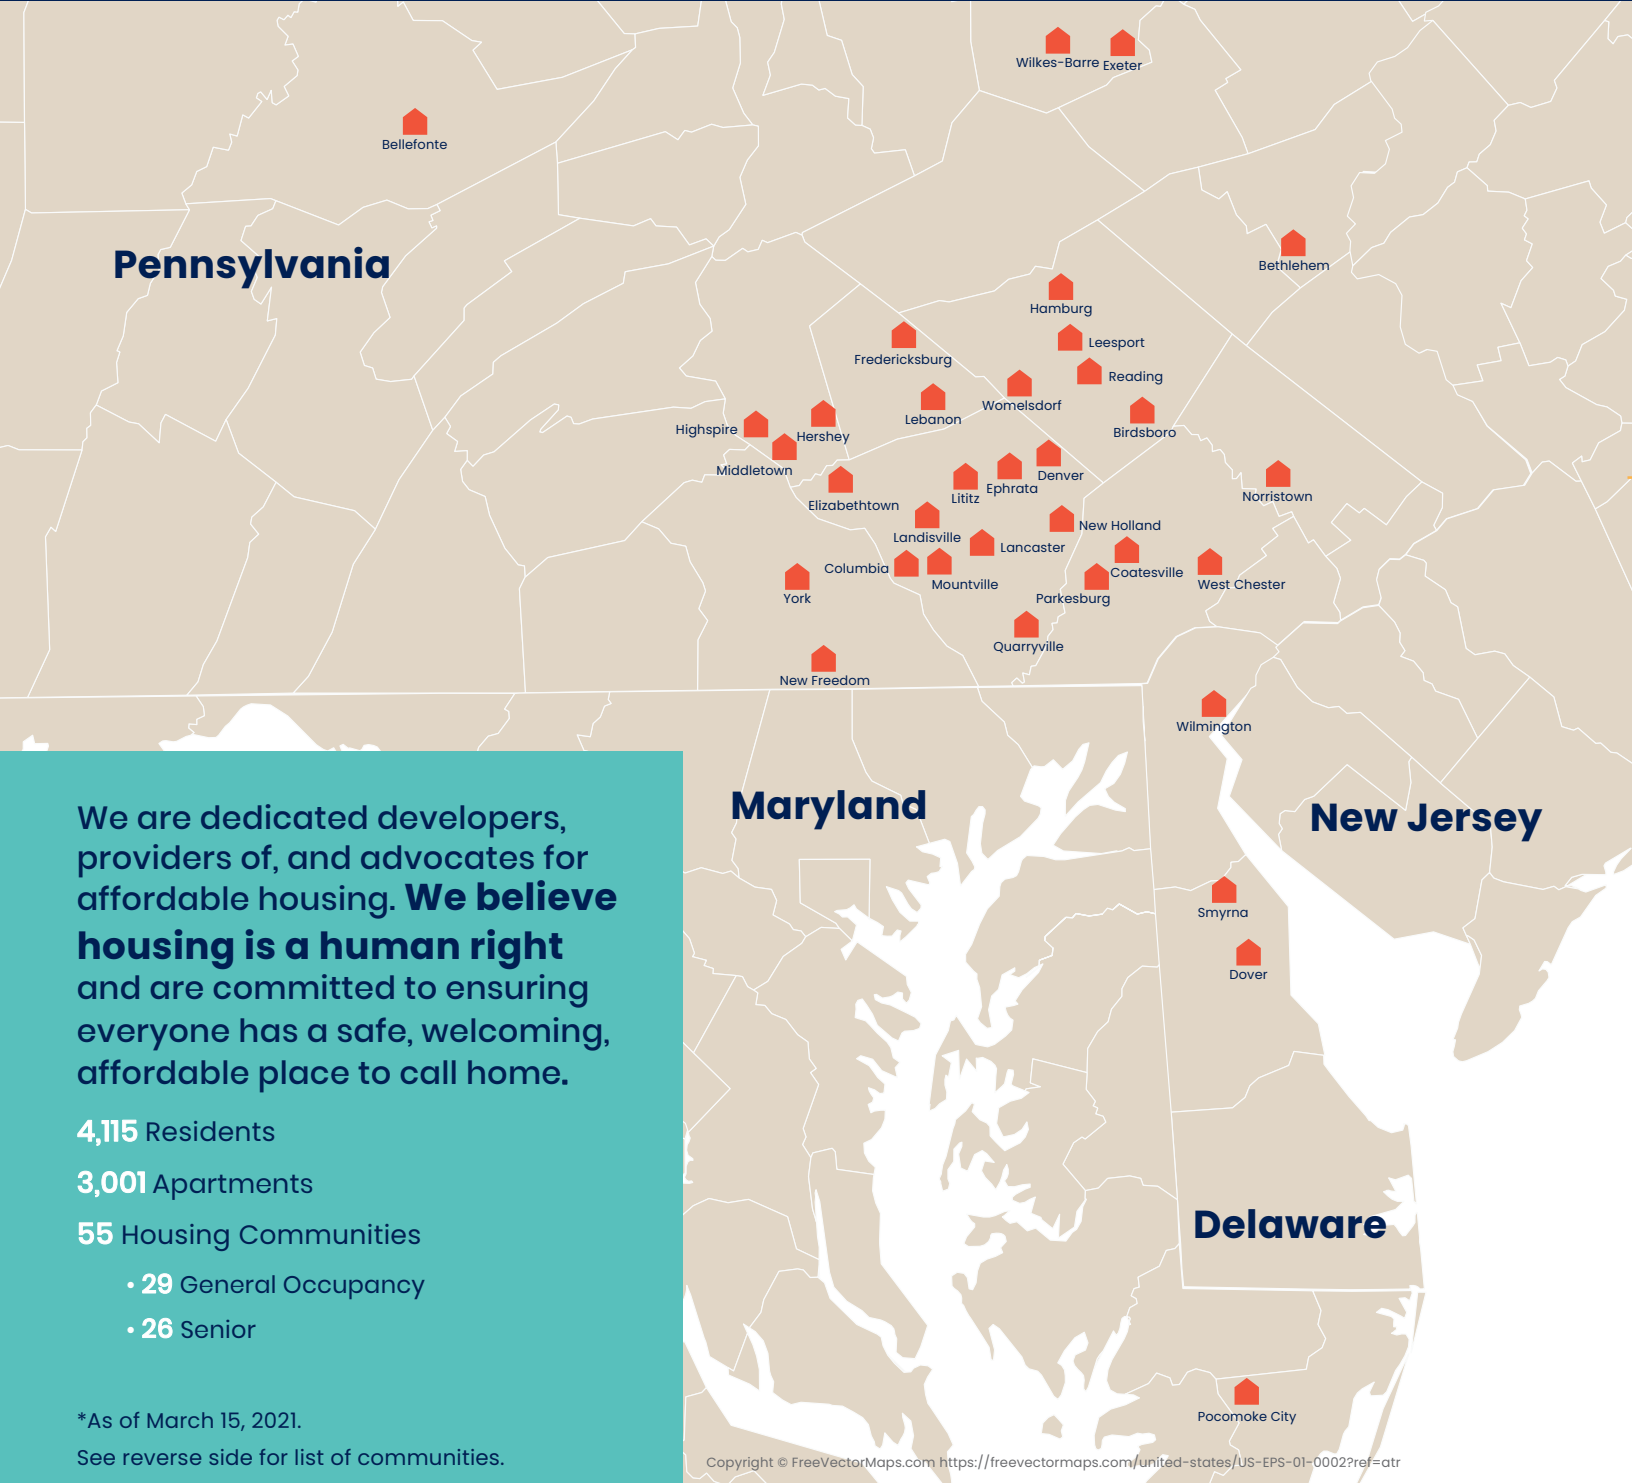 Wilkes-Barre
Exeter
Bellefonte
Pennsylvania
Bethlehem
Hamburg
Leesport
Fredericksburg
Reading
Womelsdorf
Lebanon
Birdsboro
Highspire
Hershey
Middletown
Denver
Ephrata
Lititz
Norristown
Elizabethtown
New Holland
Landisville
Lancaster
Columbia
Coatesville
Mountville
West Chester
York
Parkesburg
Quarryville
New Freedom
Wilmington
Maryland
New Jersey
Smyrna
Dover
Delaware
Pocomoke City
We are dedicated developers,
providers of, and advocates for
affordable housing. We believe
housing is a human right
and are committed to ensuring
everyone has a safe, welcoming,
affordable place to call home.
4,115 Residents
3,001 Apartments
55 Housing Communities
• 29 General Occupancy
• 26 Senior
*As of March 15, 2021.
See reverse side for list of communities.
Copyright © FreeVectorMaps.com https://freevectormaps.com/united-states/US-EPS-01-0002?ref=atr